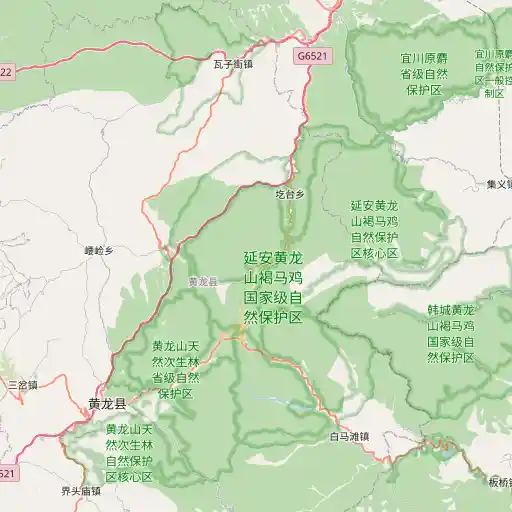 G6521
瓦子街镇
宜川原麝
省级自然
保护区
宜川原麝
自然保护
区一般控
制区
22
集义镇
圪台乡
延安黄龙
山褐马鸡
自然保护
区核心区
崾崄乡
延安黄龙
山褐马鸡
国家级自
然保护区
黄龙县
韩城黄龙
山褐马鸡
国家级自
然保护区
黄龙山天
然次生林
省级自然
保护区
三岔镇
黄龙县
黄龙山天
然次生林
自然保护
区核心区
白马滩镇
521
界头庙镇
板桥镇